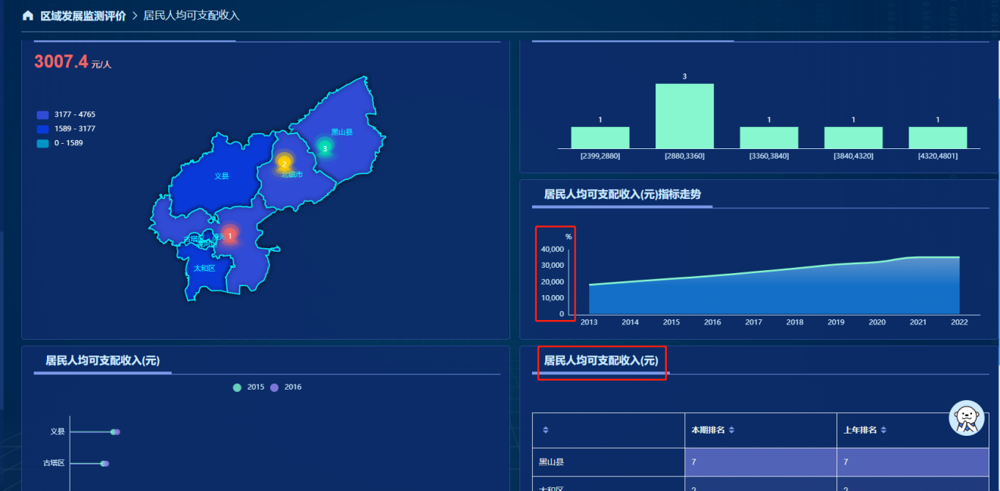 区域发展监测评价 > 居民人均可支配收入
3007.4 元/人
3177 - 4765
1589 - 3177
0 - 1589
黑山县
3
2
北镇市
义县
1
古塔区
太和区
3
1
1
1
1
[2399,2880]
[2880,3360]
[3360,3840]
[3840,4320]
[4320,4801]
居民人均可支配收入(元)指标走势
%
40,000
30,000
20,000
10,000
0
2013
2014
2015
2016
2017
2018
2019
2020
2021
2022
居民人均可支配收入(元)
2015
2016
义县
古塔区
居民人均可支配收入(元)
本期排名
上年排名
黑山县
7
7
太和区
2
2